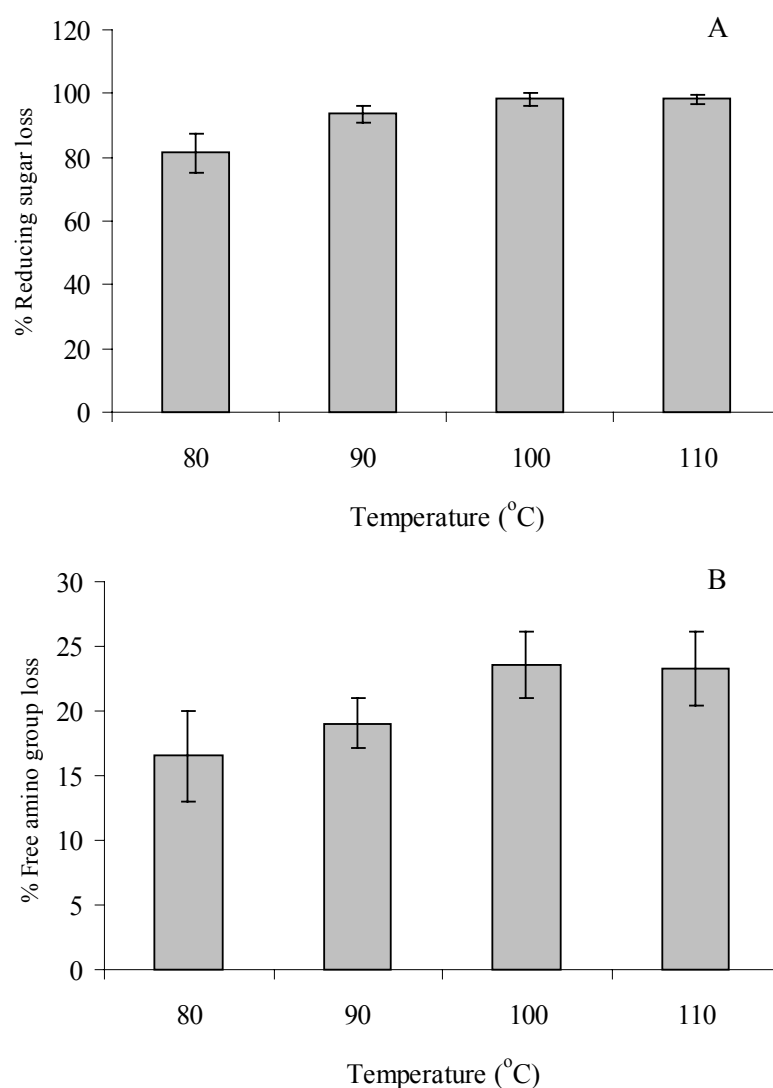 A
120
100
80
60
40
20
0
% Reducing sugar loss
80 90 100 110
Temperature (°C)
B
30
25
20
15
10
5
0
% Free amino group loss
80 90 100 110
Temperature (°C)